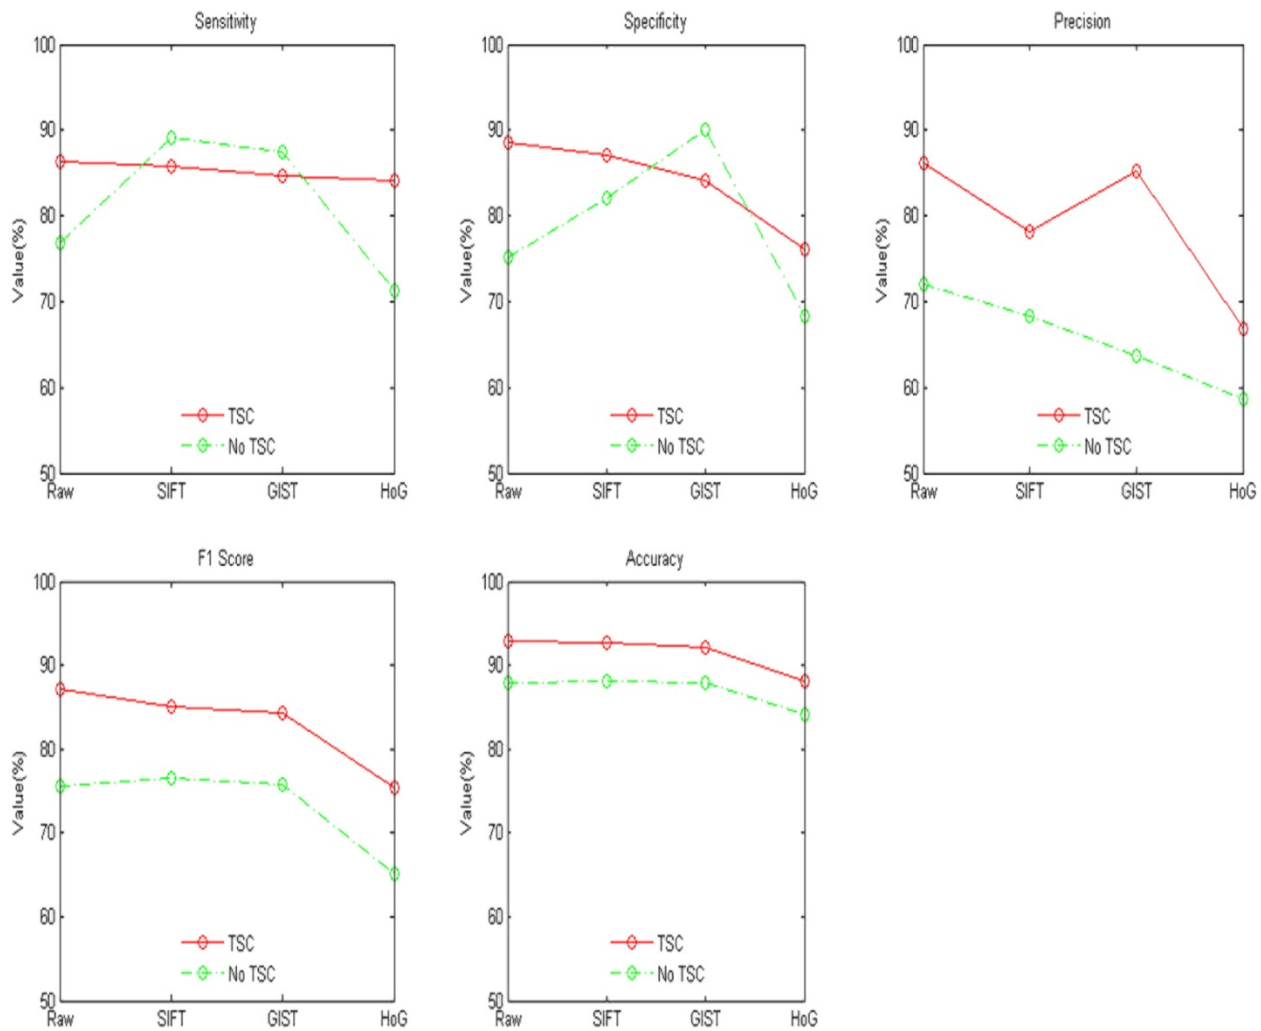 Sensitivity
Value(%)
100
90
80
70
60
50
Raw
SIFT
GIST
HoG
TSC
No TSC
Specificity
Value(%)
100
90
80
70
60
50
Raw
SIFT
GIST
HoG
TSC
No TSC
Precision
Value(%)
100
90
80
70
60
50
Raw
SIFT
GIST
HoG
TSC
No TSC
F1 Score
Value(%)
100
90
80
70
60
50
Raw
SIFT
GIST
HoG
TSC
No TSC
Accuracy
Value(%)
100
90
80
70
60
50
Raw
SIFT
GIST
HoG
TSC
No TSC